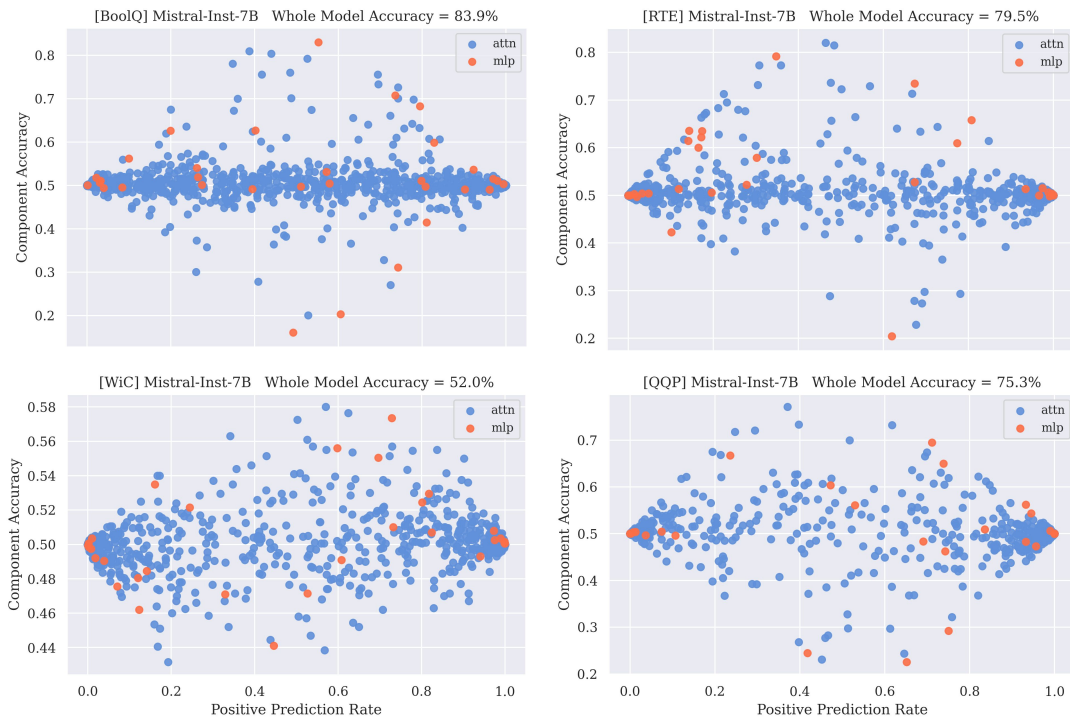 [BoolQ] Mistral-Inst-7B Whole Model Accuracy = 83.9%
attn
mlp
0.8
0.7
0.6
0.5
0.4
0.3
0.2
Component Accuracy
[RTE] Mistral-Inst-7B Whole Model Accuracy = 79.5%
attn
mlp
0.8
0.7
0.6
0.5
0.4
0.3
0.2
Component Accuracy
[WiC] Mistral-Inst-7B Whole Model Accuracy = 52.0%
attn
mlp
0.58
0.56
0.54
0.52
0.50
0.48
0.46
0.44
Component Accuracy
0.0 0.2 0.4 0.6 0.8 1.0
Positive Prediction Rate
[QQP] Mistral-Inst-7B Whole Model Accuracy = 75.3%
attn
mlp
0.7
0.6
0.5
0.4
0.3
0.2
Component Accuracy
0.0 0.2 0.4 0.6 0.8 1.0
Positive Prediction Rate